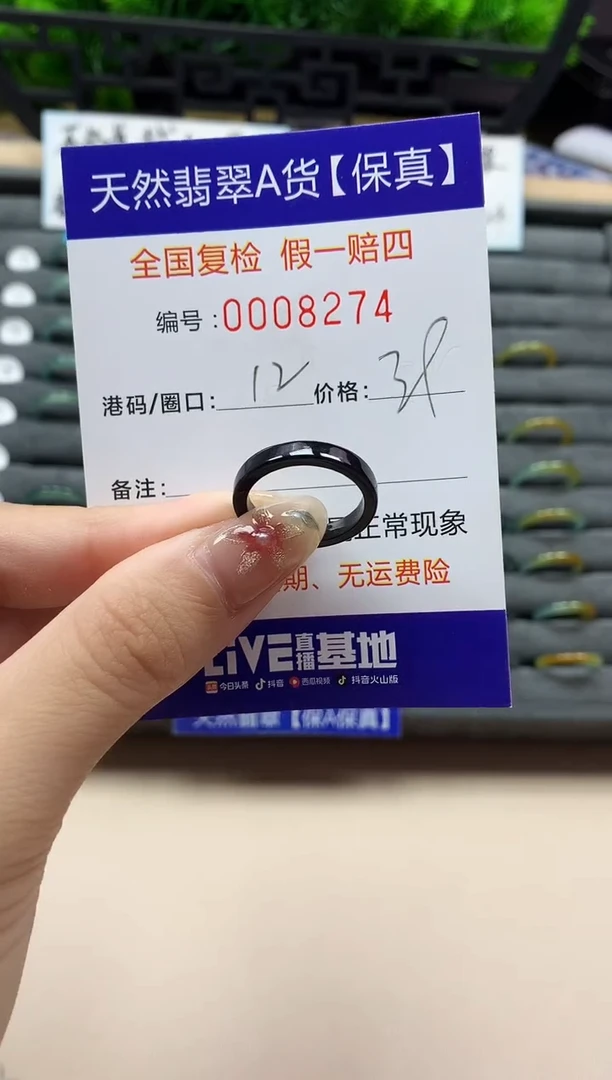 天然翡翠A货【保真】
全国复检 假一赔四
编号:0008274
港码/圈口: 12 价格: 38
备注:
正常现象
期、无运费险
LIVE直播基地
今日头条 抖音 西瓜视频 抖音火山版
天然翡翠【保A保真】